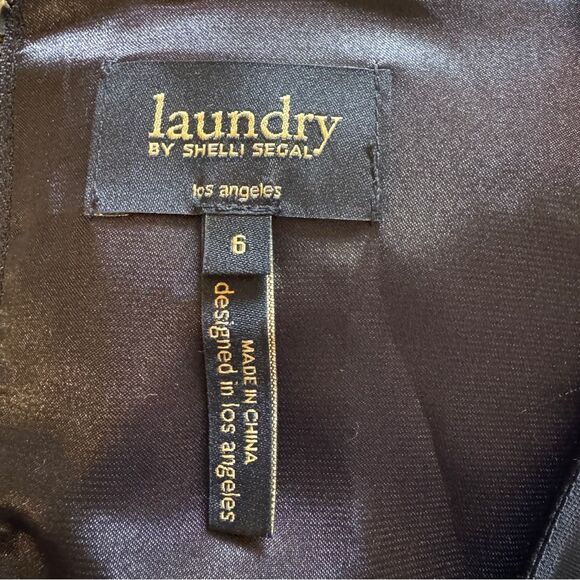 laundry
BY SHELLI SEGAL
los angeles
6
MADE IN CHINA
designed in los angeles